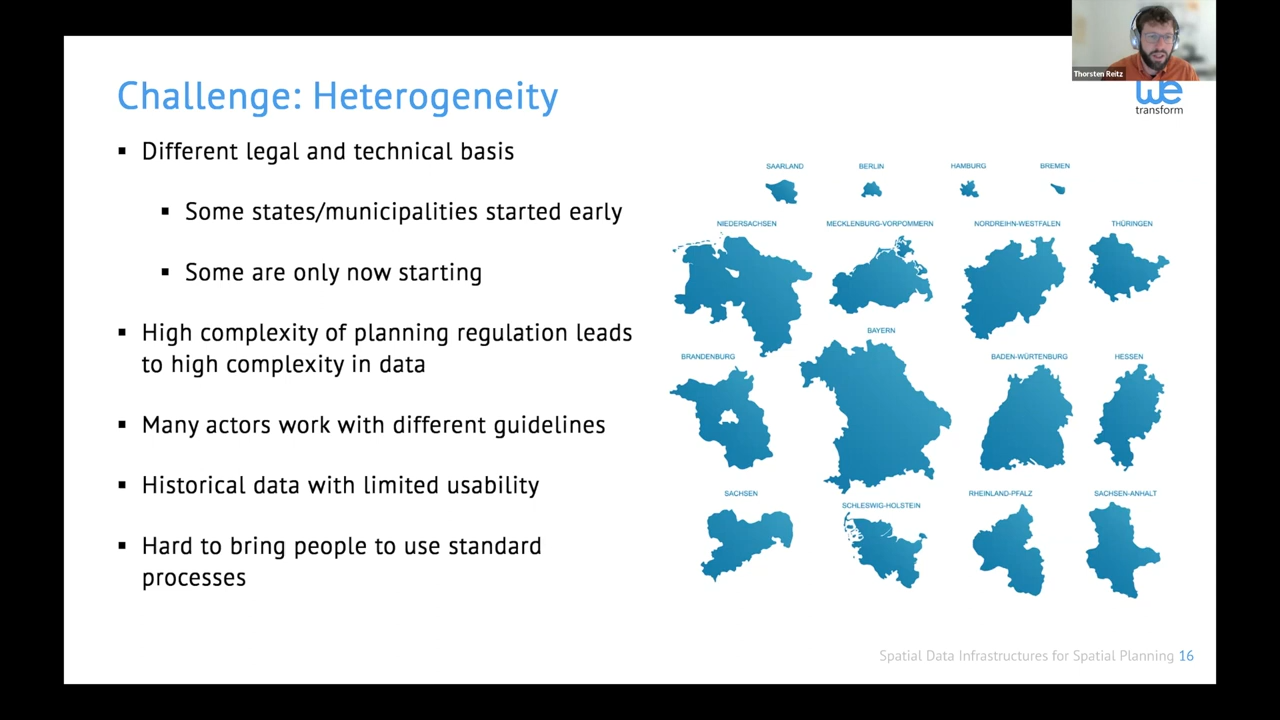 Thorsten Reitz
we
transform
Challenge: Heterogeneity
▪ Different legal and technical basis
▪ Some states/municipalities started early
▪ Some are only now starting
▪ High complexity of planning regulation leads
to high complexity in data
▪ Many actors work with different guidelines
▪ Historical data with limited usability
▪ Hard to bring people to use standard
processes
SAARLAND
BERLIN
HAMBURG
BREMEN
NIEDERSACHSEN
MECKLENBURG-VORPOMMERN
NORDREIHN-WESTFALEN
THÜRINGEN
BRANDENBURG
BAYERN
BADEN-WÜRTENBURG
HESSEN
SACHSEN
SCHLESWIG-HOLSTEIN
RHEINLAND-PFALZ
SACHSEN-ANHALT
Spatial Data Infrastructures for Spatial Planning 16